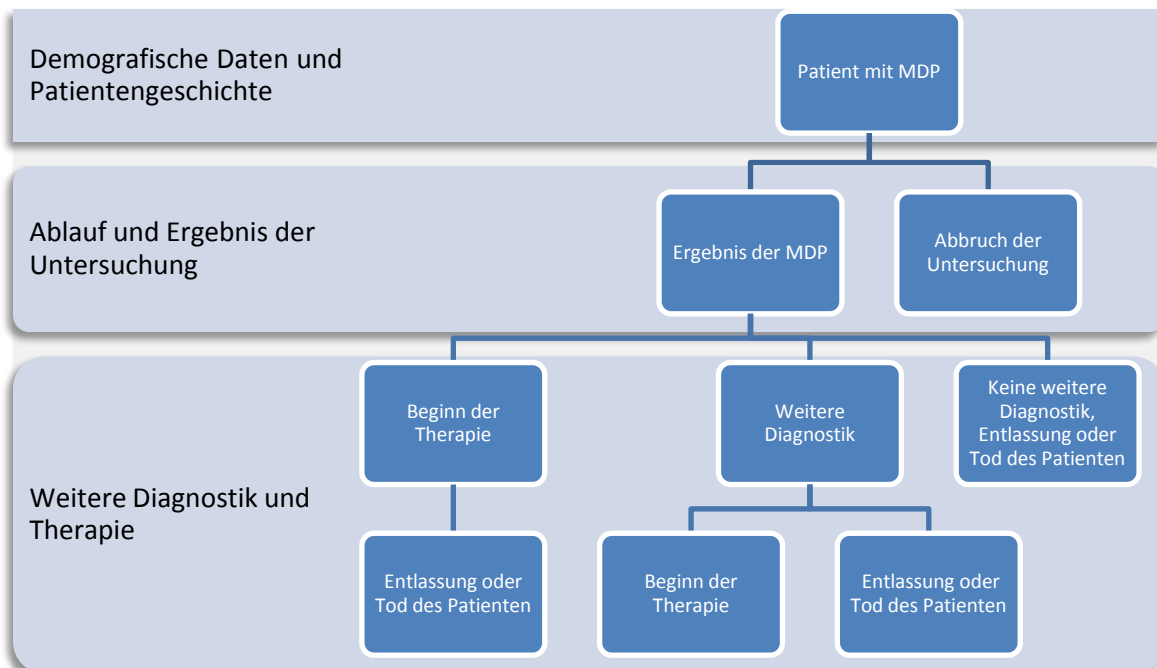 Demografische Daten und
Patientengeschichte
Patient mit MDP
Ablauf und Ergebnis der
Untersuchung
Ergebnis der MDP
Abbruch der
Untersuchung
Weitere Diagnostik und
Therapie
Beginn der
Therapie
Weitere
Diagnostik
Keine weitere
Diagnostik,
Entlassung oder
Tod des Patienten
Entlassung oder
Tod des Patienten
Beginn der
Therapie
Entlassung oder
Tod des Patienten